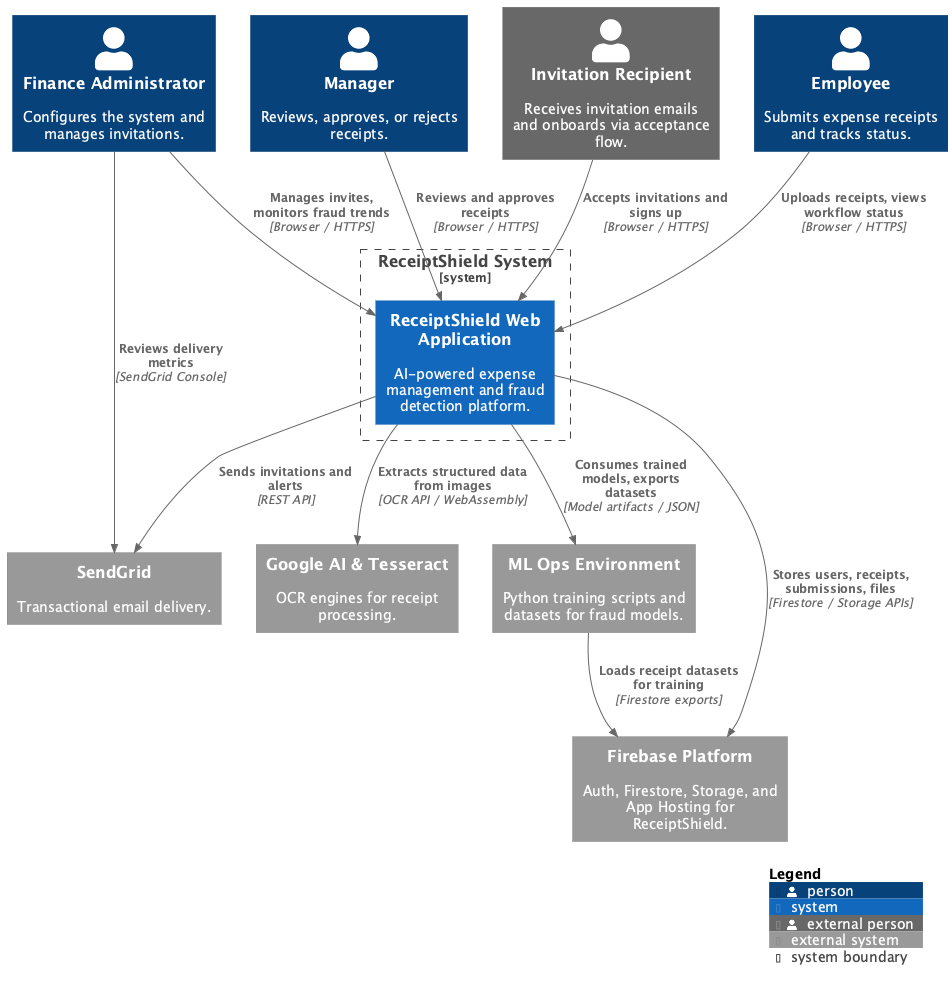 Finance Administrator
Configures the system and
manages invitations.
Manager
Reviews, approves, or rejects
receipts.
Invitation Recipient
Receives invitation emails
and onboards via acceptance
flow.
Employee
Submits expense receipts
and tracks status.
Manages invites,
monitors fraud trends
[Browser / HTTPS]
Reviews and approves
receipts
[Browser / HTTPS]
Accepts invitations and
signs up
[Browser / HTTPS]
Uploads receipts, views
workflow status
[Browser / HTTPS]
ReceiptShield System
[system]
ReceiptShield Web
Application
AI-powered expense
management and fraud
detection platform.
Reviews delivery
metrics
[SendGrid Console]
Sends invitations and
alerts
[REST API]
Extracts structured data
from images
[OCR API / WebAssembly]
Consumes trained
models, exports
datasets
[Model artifacts / JSON]
Stores users, receipts,
submissions, files
[Firestore / Storage APIs]
SendGrid
Transactional email delivery.
Google AI & Tesseract
OCR engines for receipt
processing.
ML Ops Environment
Python training scripts and
datasets for fraud models.
Loads receipt datasets
for training
[Firestore exports]
Firebase Platform
Auth, Firestore, Storage, and
App Hosting for
ReceiptShield.
Legend
person
system
external person
external system
system boundary